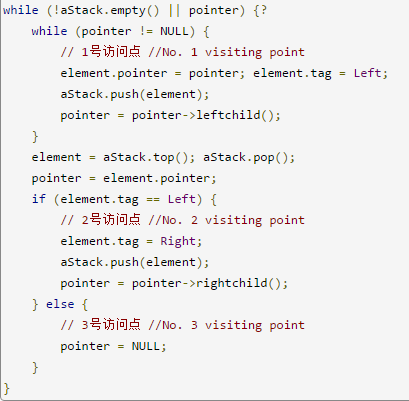 while (!aStack.empty() || pointer) {?
    while (pointer != NULL) {
        // 1号访问点 //No. 1 visiting point
        element.pointer = pointer; element.tag = Left;
        aStack.push(element);
        pointer = pointer->leftchild();
    }
    element = aStack.top(); aStack.pop();
    pointer = element.pointer;
    if (element.tag == Left) {
        // 2号访问点 //No. 2 visiting point
        element.tag = Right;
        aStack.push(element);
        pointer = pointer->rightchild();
    } else {
        // 3号访问点 //No. 3 visiting point
        pointer = NULL;
    }
}